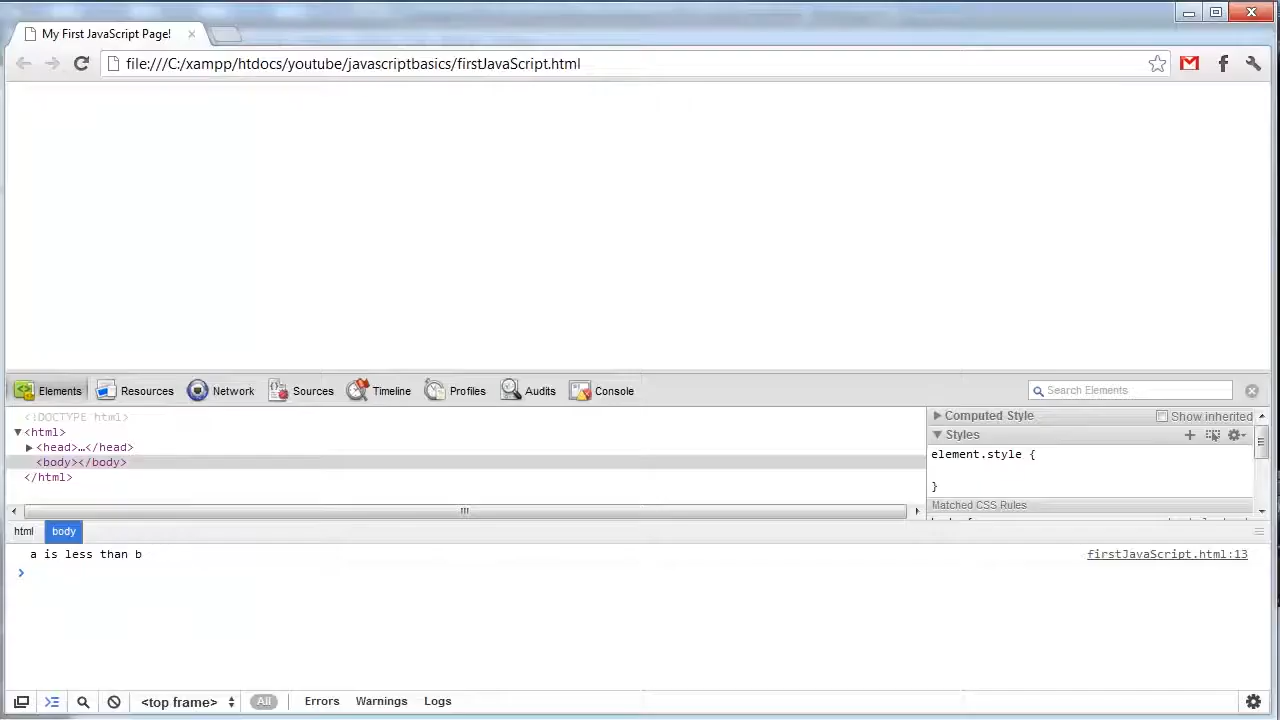 My First JavaScript Page!
file:///C:/xampp/htdocs/youtube/javascriptbasics/firstJavaScript.html
Elements Resources Network Sources Timeline Profiles Audits Console Search Elements
<!DOCTYPE html>
<html>
<head>…</head>
<body></body>
</html>
Computed Style Show inherited
Styles
element.style {
}
Matched CSS Rules
html body
a is less than b firstJavaScript.html:13
<top frame> All Errors Warnings Logs